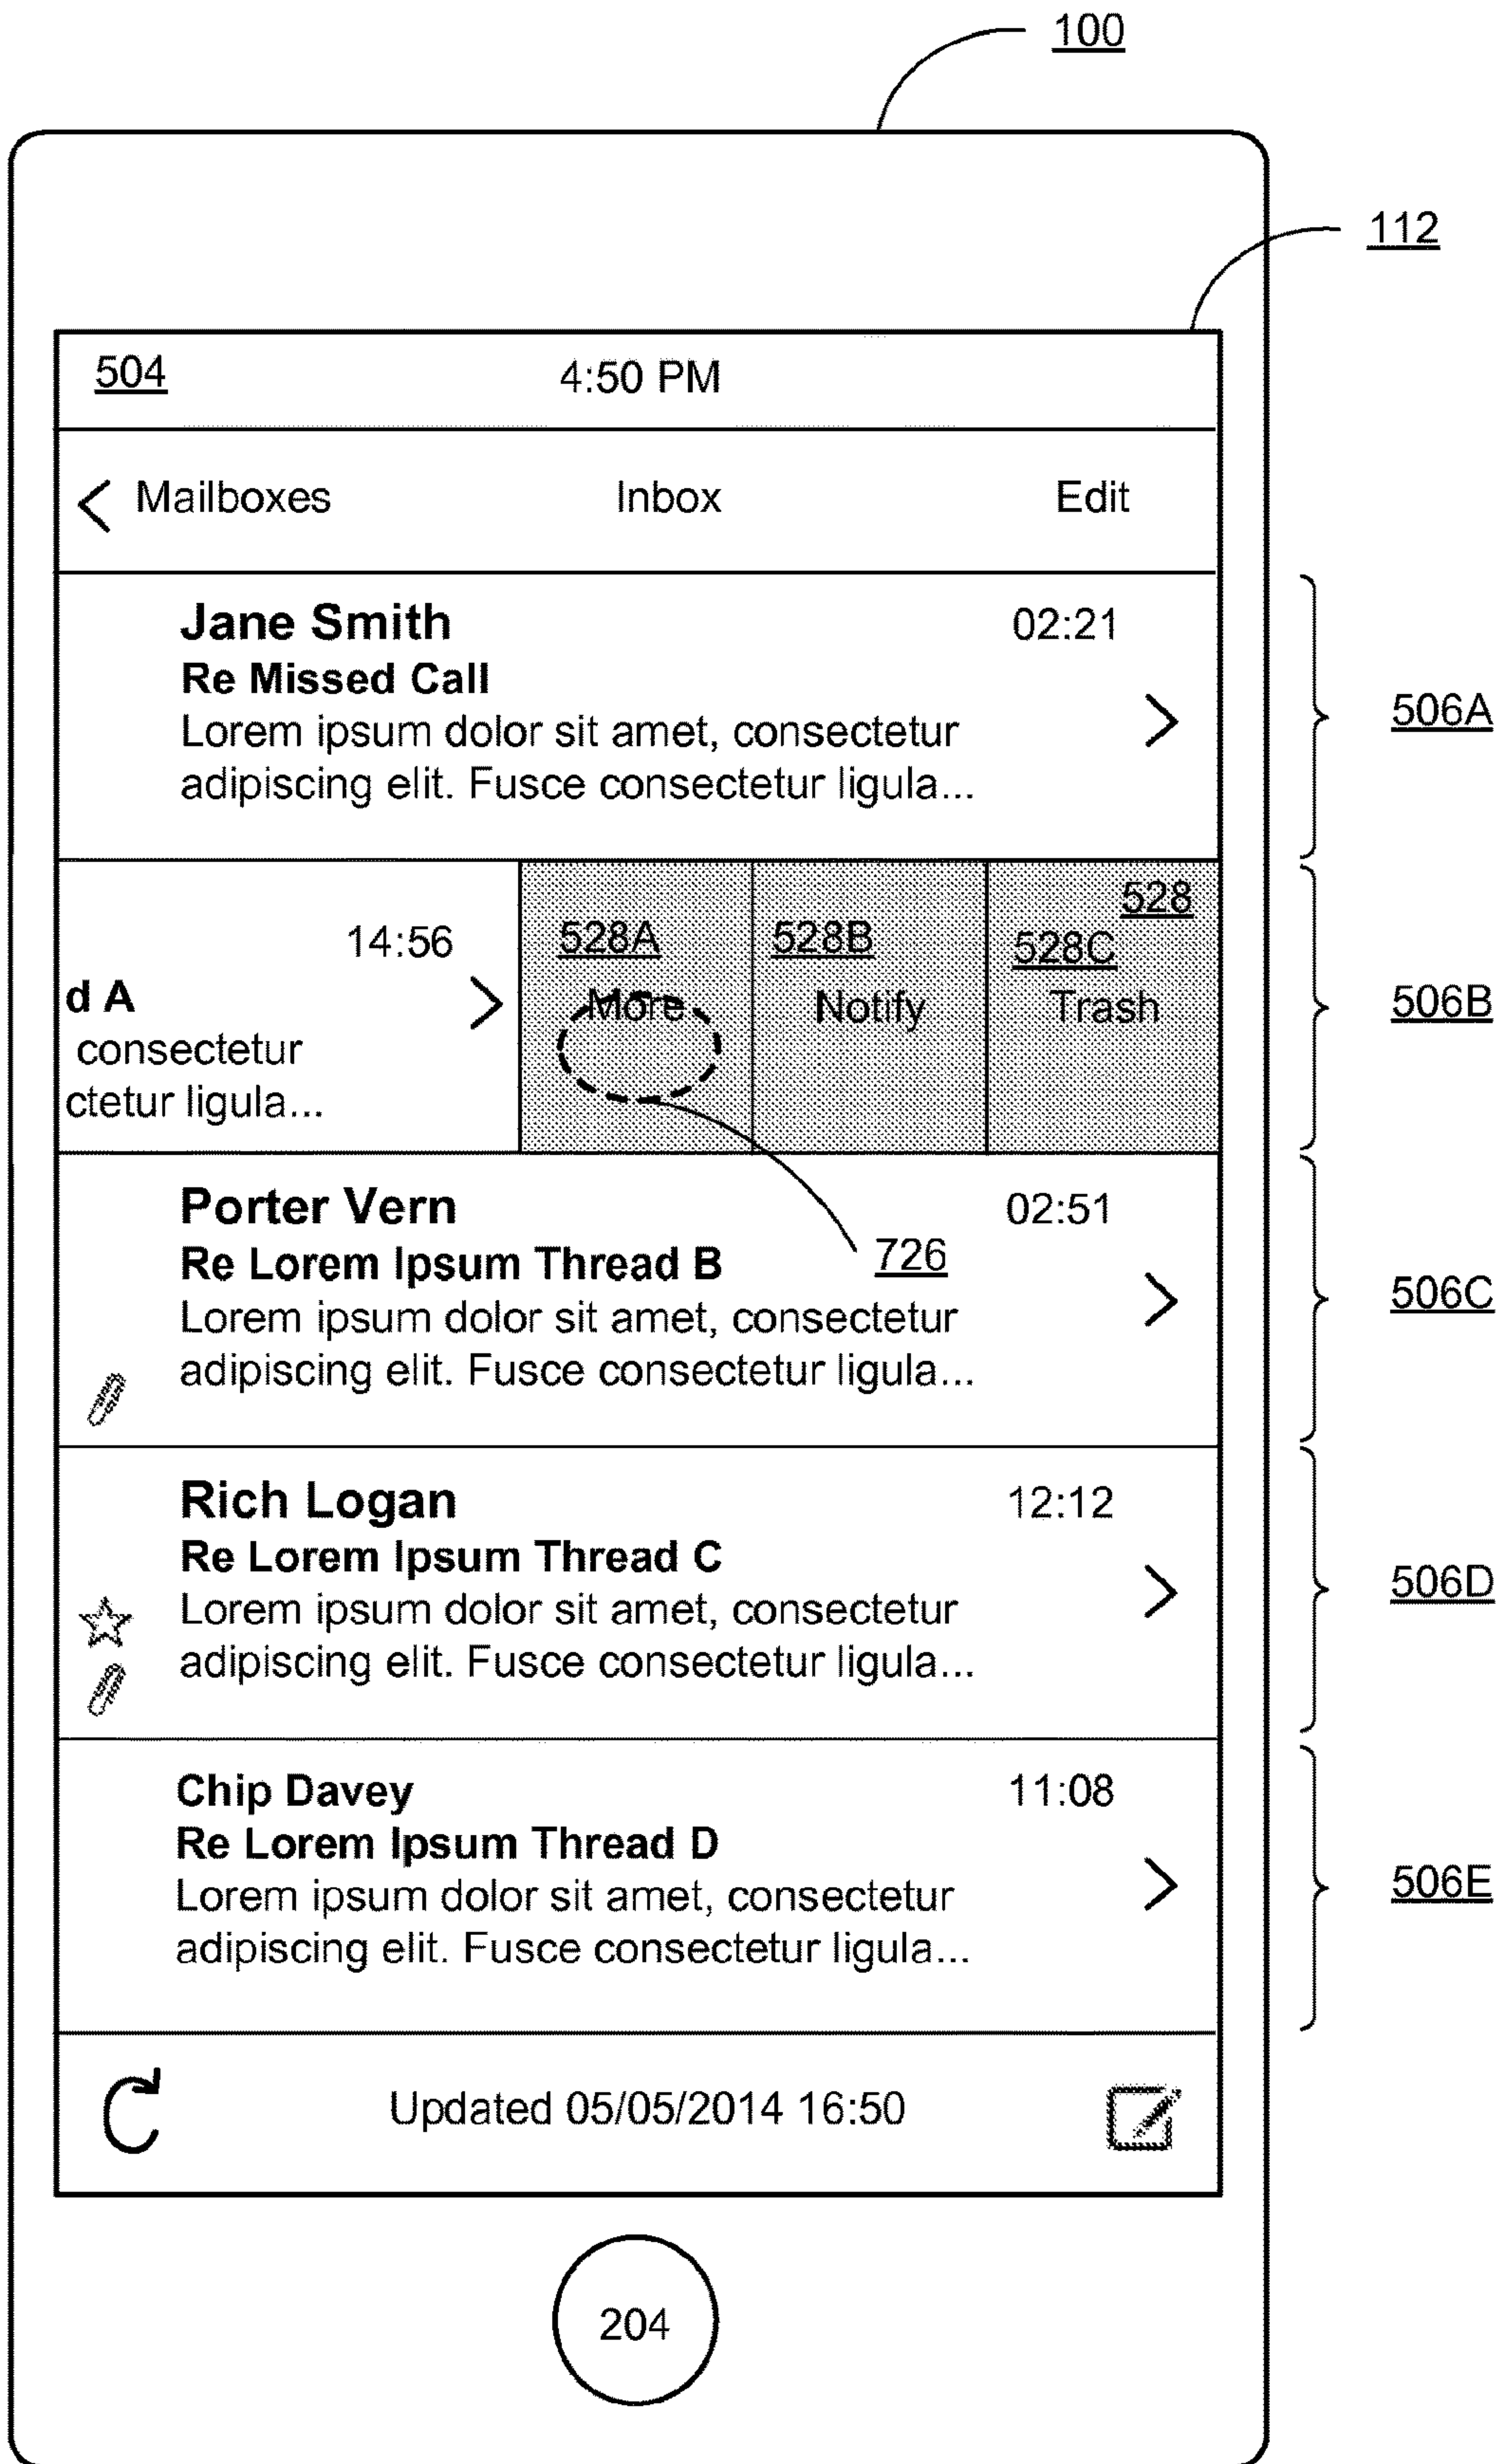 100
112
504 4:50 PM
Mailboxes Inbox Edit
Jane Smith 02:21
Re Missed Call
Lorem ipsum dolor sit amet, consectetur
adipiscing elit. Fusce consectetur ligula...
506A
528
14:56 528A 528B 528C
d A More Notify Trash
consectetur
ctetur ligula...
506B
Porter Vern 02:51
Re Lorem Ipsum Thread B 726
Lorem ipsum dolor sit amet, consectetur
adipiscing elit. Fusce consectetur ligula...
506C
Rich Logan 12:12
Re Lorem Ipsum Thread C
Lorem ipsum dolor sit amet, consectetur
adipiscing elit. Fusce consectetur ligula...
506D
Chip Davey 11:08
Re Lorem Ipsum Thread D
Lorem ipsum dolor sit amet, consectetur
adipiscing elit. Fusce consectetur ligula...
506E
Updated 05/05/2014 16:50
204